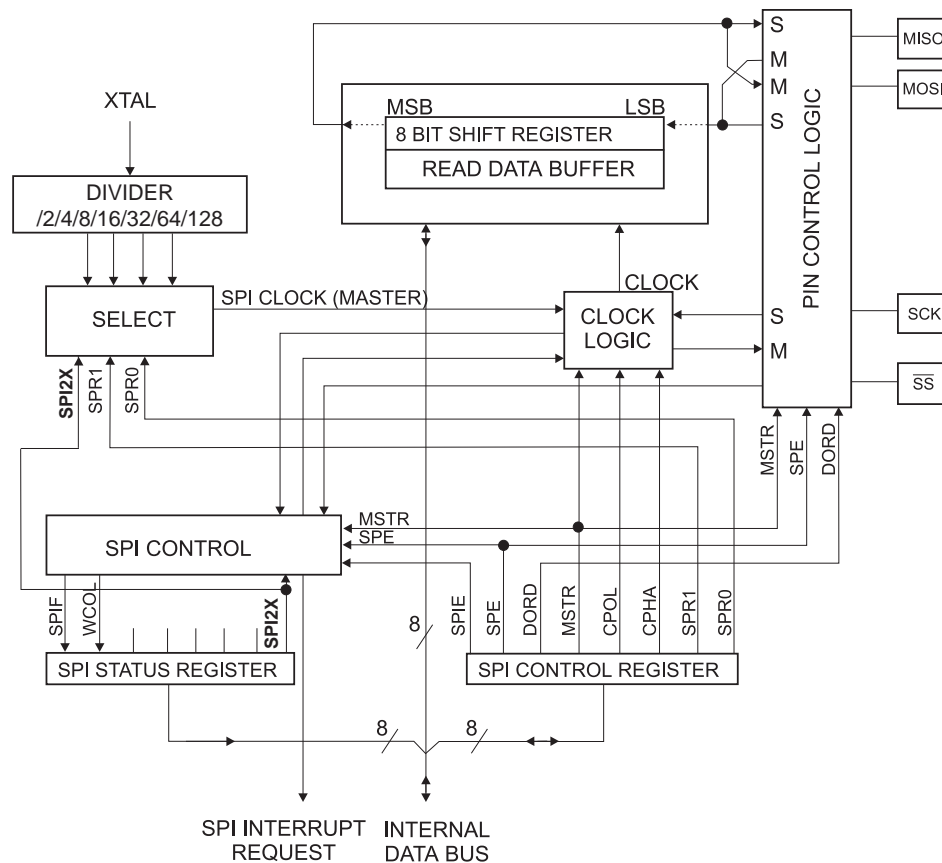 S
MISO
M
MOSI
M
S
PIN CONTROL LOGIC
MSB
LSB
8 BIT SHIFT REGISTER
READ DATA BUFFER
XTAL
DIVIDER
/2/4/8/16/32/64/128
SPI CLOCK (MASTER)
SELECT
CLOCK
CLOCK
LOGIC
S
M
SCK
SS
SPI2X
SPR1
SPR0
MSTR
SPE
DORD
MSTR
SPE
SPI CONTROL
SPIF
WCOL
SPI2X
8
SPIE
SPE
DORD
MSTR
CPOL
CPHA
SPR1
SPR0
SPI STATUS REGISTER
SPI CONTROL REGISTER
8
8
SPI INTERRUPT
REQUEST
INTERNAL
DATA BUS